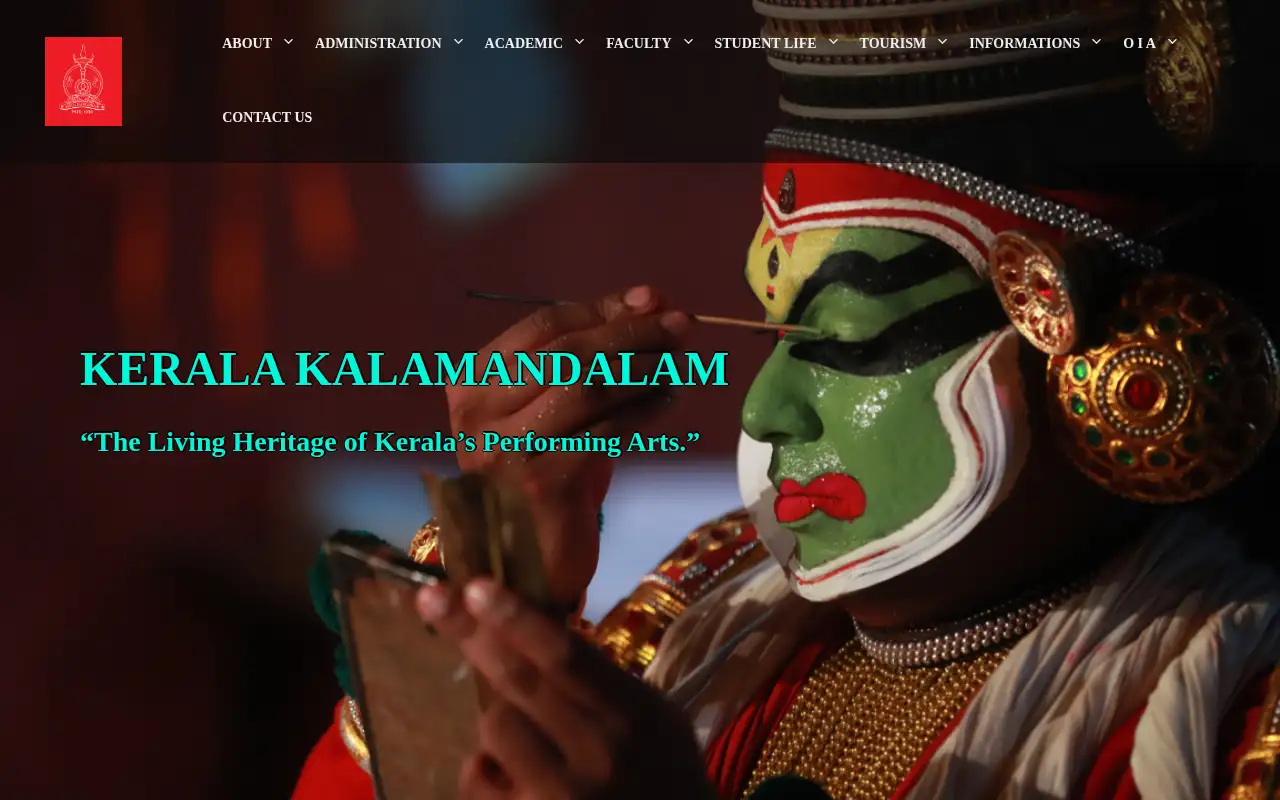 ABOUT ADMINISTRATION ACADEMIC FACULTY STUDENT LIFE TOURISM INFORMATIONS O I A
CONTACT US
KERALA KALAMANDALAM
“The Living Heritage of Kerala’s Performing Arts.”